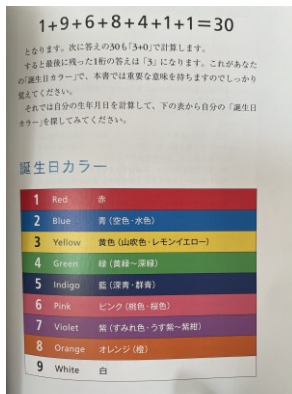 1+9+6+8+4+1+1=30
となります。次に答えの30も「3+0」で計算します。
すると最後に残った1桁の答えは「3」になります。これがあなた
の「誕生日カラー」で、本書では重要な意味を持ちますのでしっかり
覚えてください。
それでは自分の生年月日を計算して、下の表から自分の「誕生日
カラー」を探してみてください。
誕生日カラー
1 Red 赤
2 Blue 青（空色・水色）
3 Yellow 黄色（山吹色・レモンイエロー）
4 Green 緑（黄緑〜深緑）
5 Indigo 藍（深青・群青）
6 Pink ピンク（桃色・桜色）
7 Violet 紫（すみれ色・うす紫〜紫紺）
8 Orange オレンジ（橙）
9 White 白